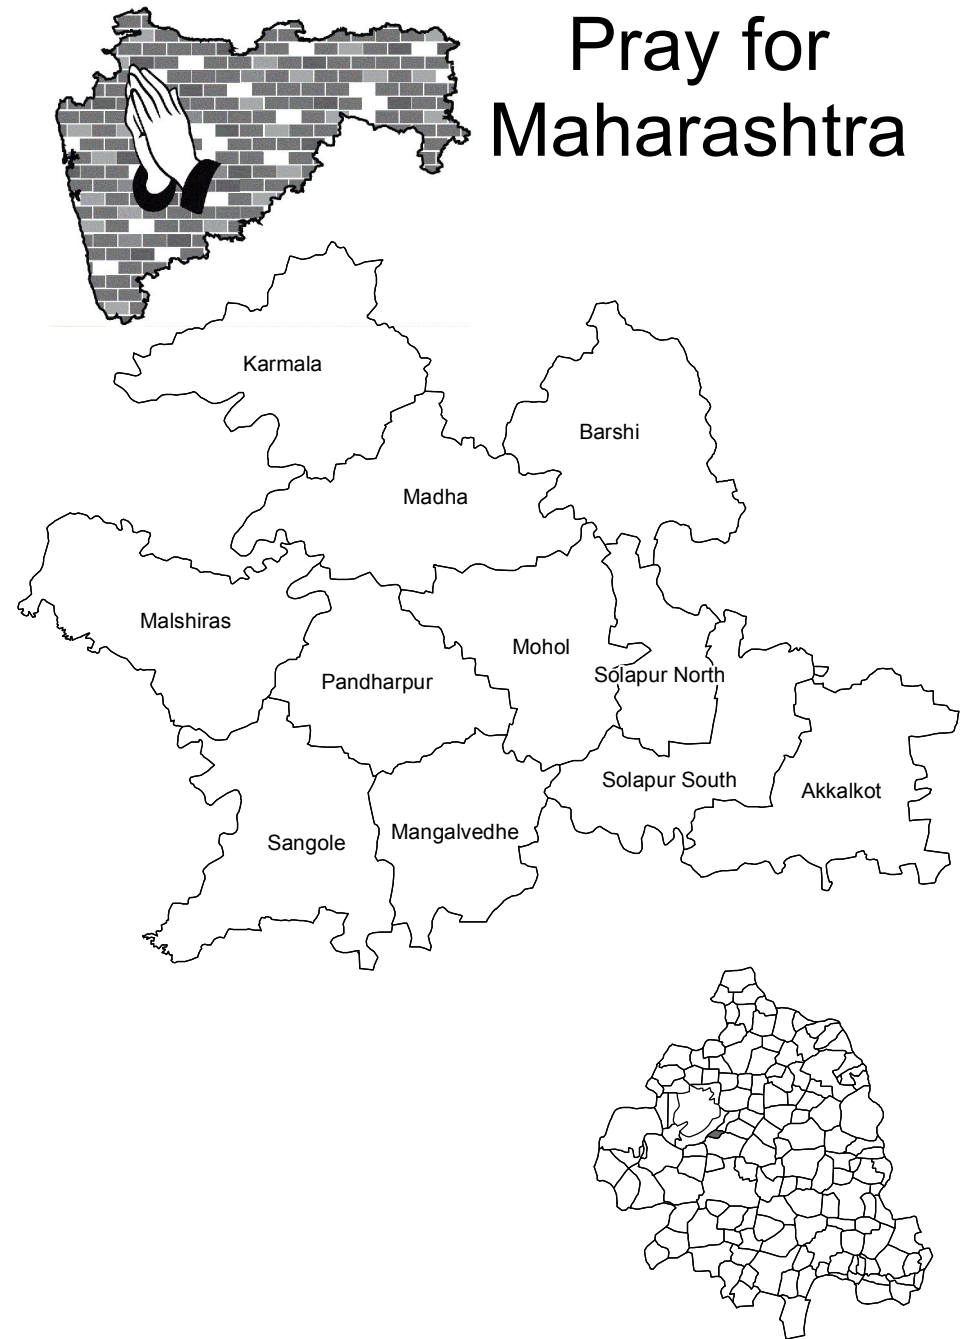 Pray for
Maharashtra
Karmala
Barshi
Madha
Malshiras
Mohol
Solapur North
Pandharpur
Solapur South
Akkalkot
Mangalvedhe
Sangole